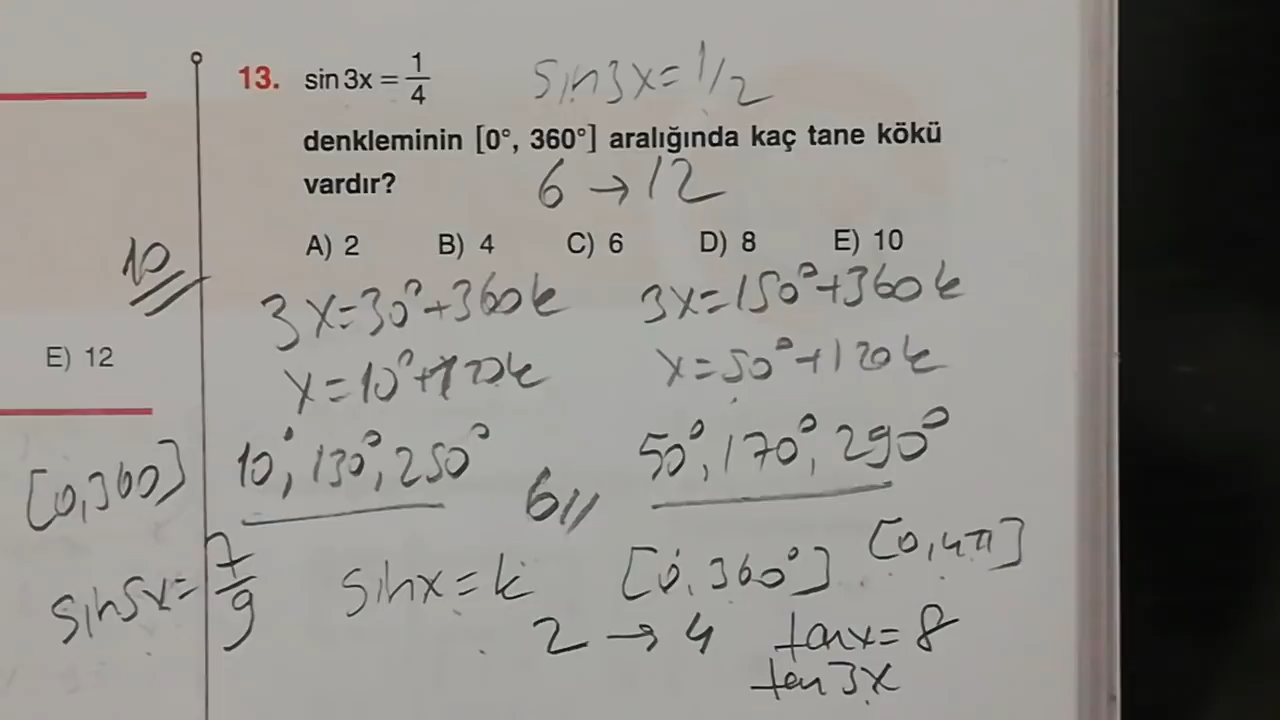 13. sin 3x = 1/4
sin3x = 1/2
denkleminin [0°, 360°] aralığında kaç tane kökü
vardır?
6 → 12
A) 2 B) 4 C) 6 D) 8 E) 10
10
3x=30°+360k
3x=150°+360k
E) 12
x=10°+120k
x=50°+120k
10°, 130°, 250°
50°, 170°, 290°
[0,360]
6//
sin5x = 7/9
sinx = k
[0, 360°]
[0, 4π]
2 → 4
tanx = 8
tan3x